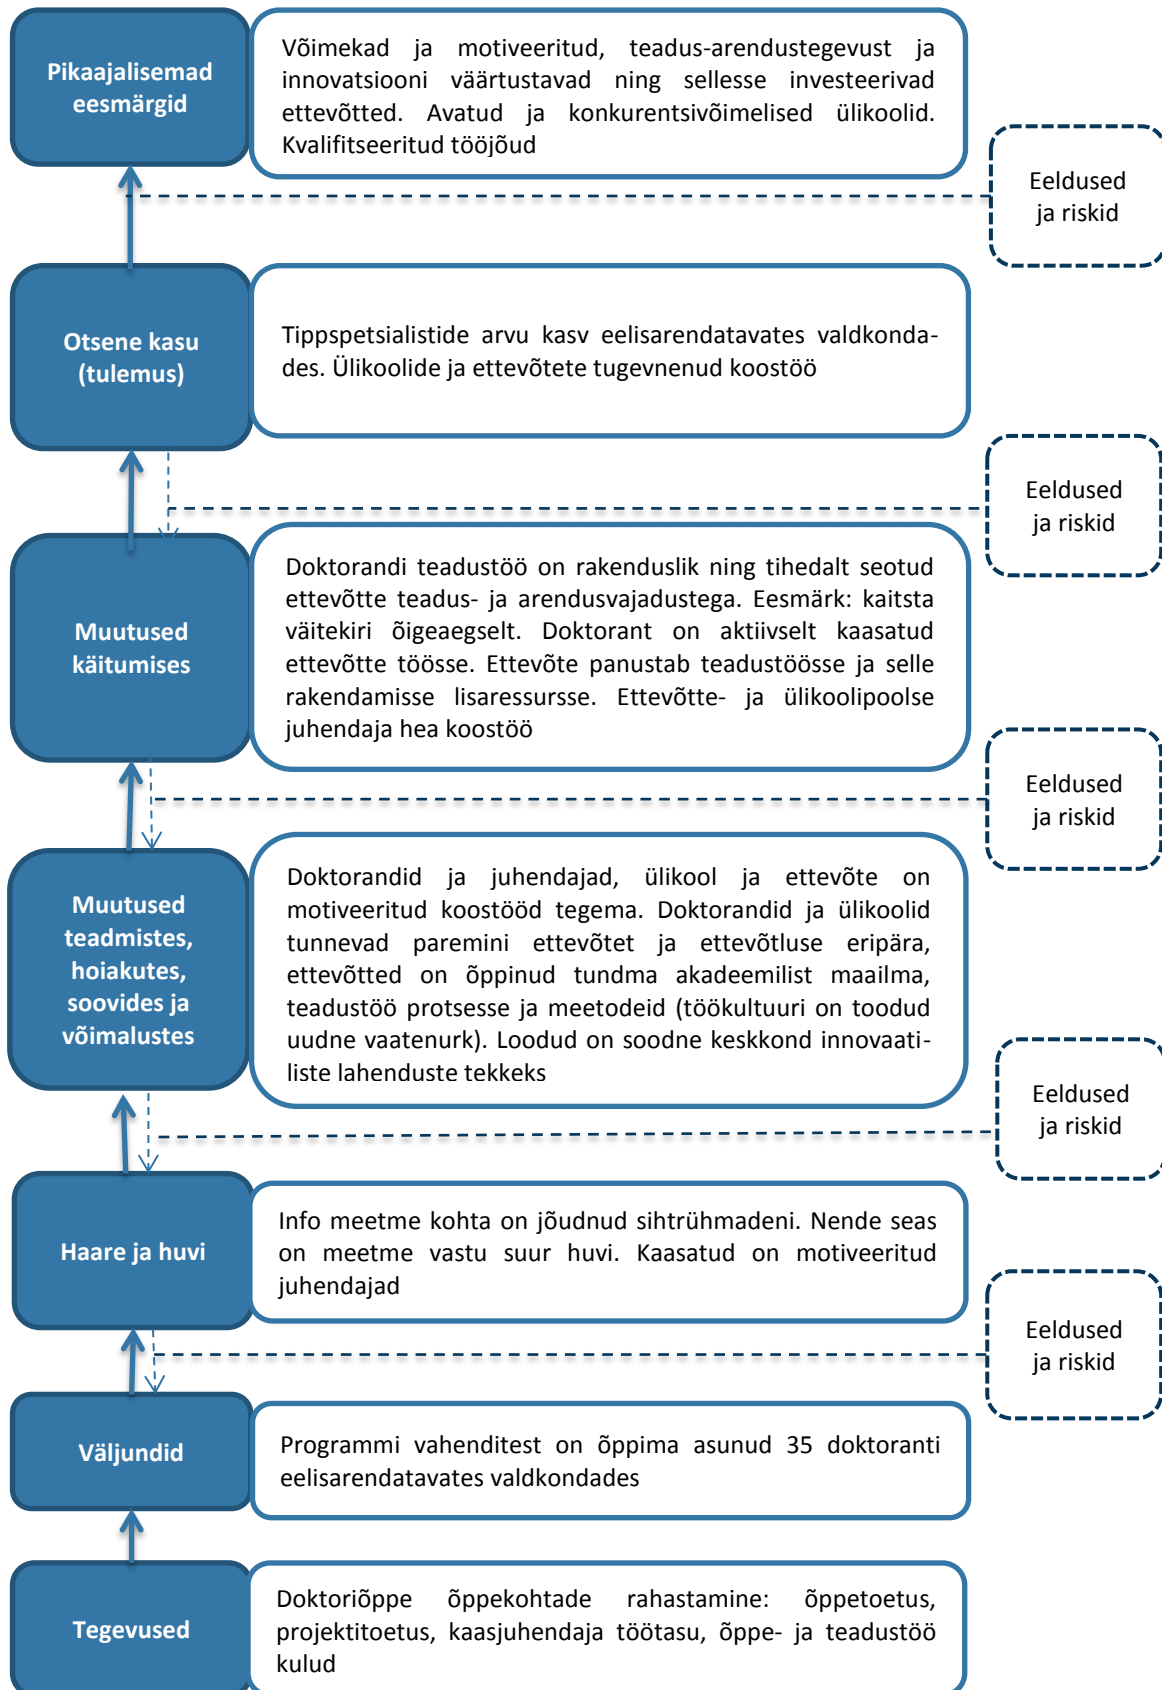 Pikaajalisemad
eesmärgid
Võimekad ja motiveeritud, teadus-arendustegevust ja
innovatsiooni väärtustavad ning sellesse investeerivad
ettevõtted. Avatud ja konkurentsivõimelised ülikoolid.
Kvalifitseeritud tööjõud
Eeldused
ja riskid
Otsene kasu
(tulemus)
Tippspetsialistide arvu kasv eelisarendatavates valdkonda-
des. Ülikoolide ja ettevõtete tugevnenud koostöö
Eeldused
ja riskid
Muutused
käitumises
Doktorandi teadustöö on rakenduslik ning tihedalt seotud
ettevõtte teadus- ja arendusvajadustega. Eesmärk: kaitsta
väitekiri õigeaegselt. Doktorant on aktiivselt kaasatud
ettevõtte töösse. Ettevõte panustab teadustöösse ja selle
rakendamisse lisaressursse. Ettevõtte- ja ülikoolipoolse
juhendaja hea koostöö
Eeldused
ja riskid
Muutused
teadmistes,
hoiakutes,
soovides ja
võimalustes
Doktorandid ja juhendajad, ülikool ja ettevõte on
motiveeritud koostööd tegema. Doktorandid ja ülikoolid
tunnevad paremini ettevõtet ja ettevõtluse eripära,
ettevõtted on õppinud tundma akadeemilist maailma,
teadustöö protsesse ja meetodeid (töökultuuri on toodud
uudne vaatenurk). Loodud on soodne keskkond innovaati-
liste lahenduste tekkeks
Eeldused
ja riskid
Haare ja huvi
Info meetme kohta on jõudnud sihtrühmadeni. Nende seas
on meetme vastu suur huvi. Kaasatud on motiveeritud
juhendajad
Eeldused
ja riskid
Väljundid
Programmi vahenditest on õppima asunud 35 doktoranti
eelisarendatavates valdkondades
Tegevused
Doktoriõppe õppekohtade rahastamine: õppetoetus,
projektitoetus, kaasjuhendaja töötasu, õppe- ja teadustöö
kulud